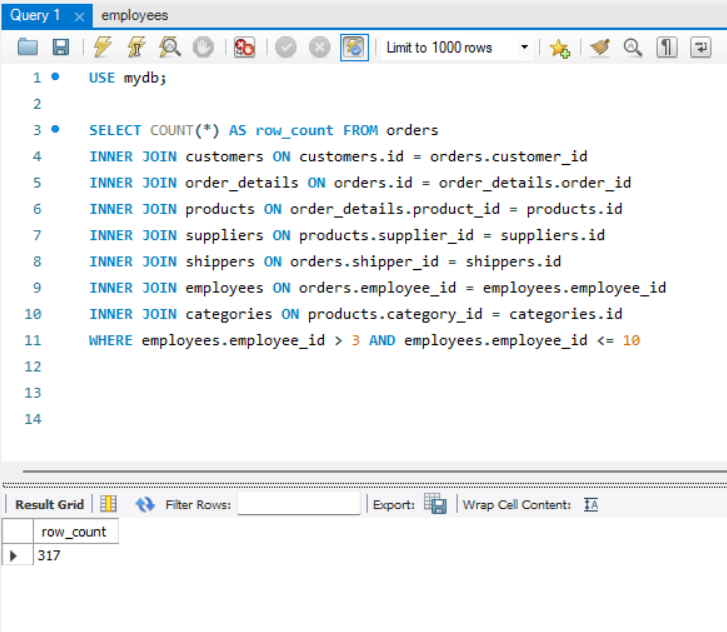 Query 1 employees
Limit to 1000 rows
1 USE mydb;
2
3 SELECT COUNT(*) AS row_count FROM orders
4 INNER JOIN customers ON customers.id = orders.customer_id
5 INNER JOIN order_details ON orders.id = order_details.order_id
6 INNER JOIN products ON order_details.product_id = products.id
7 INNER JOIN suppliers ON products.supplier_id = suppliers.id
8 INNER JOIN shippers ON orders.shipper_id = shippers.id
9 INNER JOIN employees ON orders.employee_id = employees.employee_id
10 INNER JOIN categories ON products.category_id = categories.id
11 WHERE employees.employee_id > 3 AND employees.employee_id <= 10
12
13
14
Result Grid Filter Rows: Export: Wrap Cell Content:
row_count
317